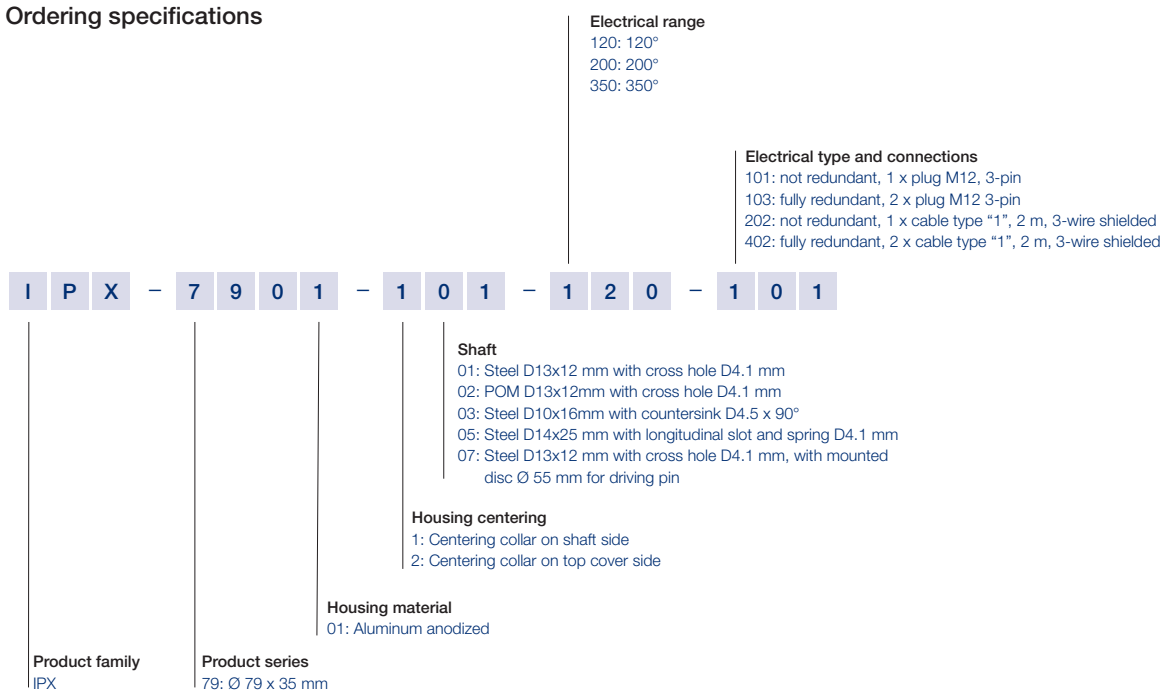 Ordering specifications
Electrical range
120: 120°
200: 200°
350: 350°
Electrical type and connections
101: not redundant, 1 x plug M12, 3-pin
103: fully redundant, 2 x plug M12 3-pin
202: not redundant, 1 x cable type “1”, 2 m, 3-wire shielded
402: fully redundant, 2 x cable type “1”, 2 m, 3-wire shielded
I P X – 7 9 0 1 – 1 0 1 – 1 2 0 – 1 0 1
Shaft
01: Steel D13x12 mm with cross hole D4.1 mm
02: POM D13x12mm with cross hole D4.1 mm
03: Steel D10x16mm with countersink D4.5 x 90°
05: Steel D14x25 mm with longitudinal slot and spring D4.1 mm
07: Steel D13x12 mm with cross hole D4.1 mm, with mounted
disc Ø 55 mm for driving pin
Housing centering
1: Centering collar on shaft side
2: Centering collar on top cover side
Housing material
01: Aluminum anodized
Product family
IPX
Product series
79: Ø 79 x 35 mm